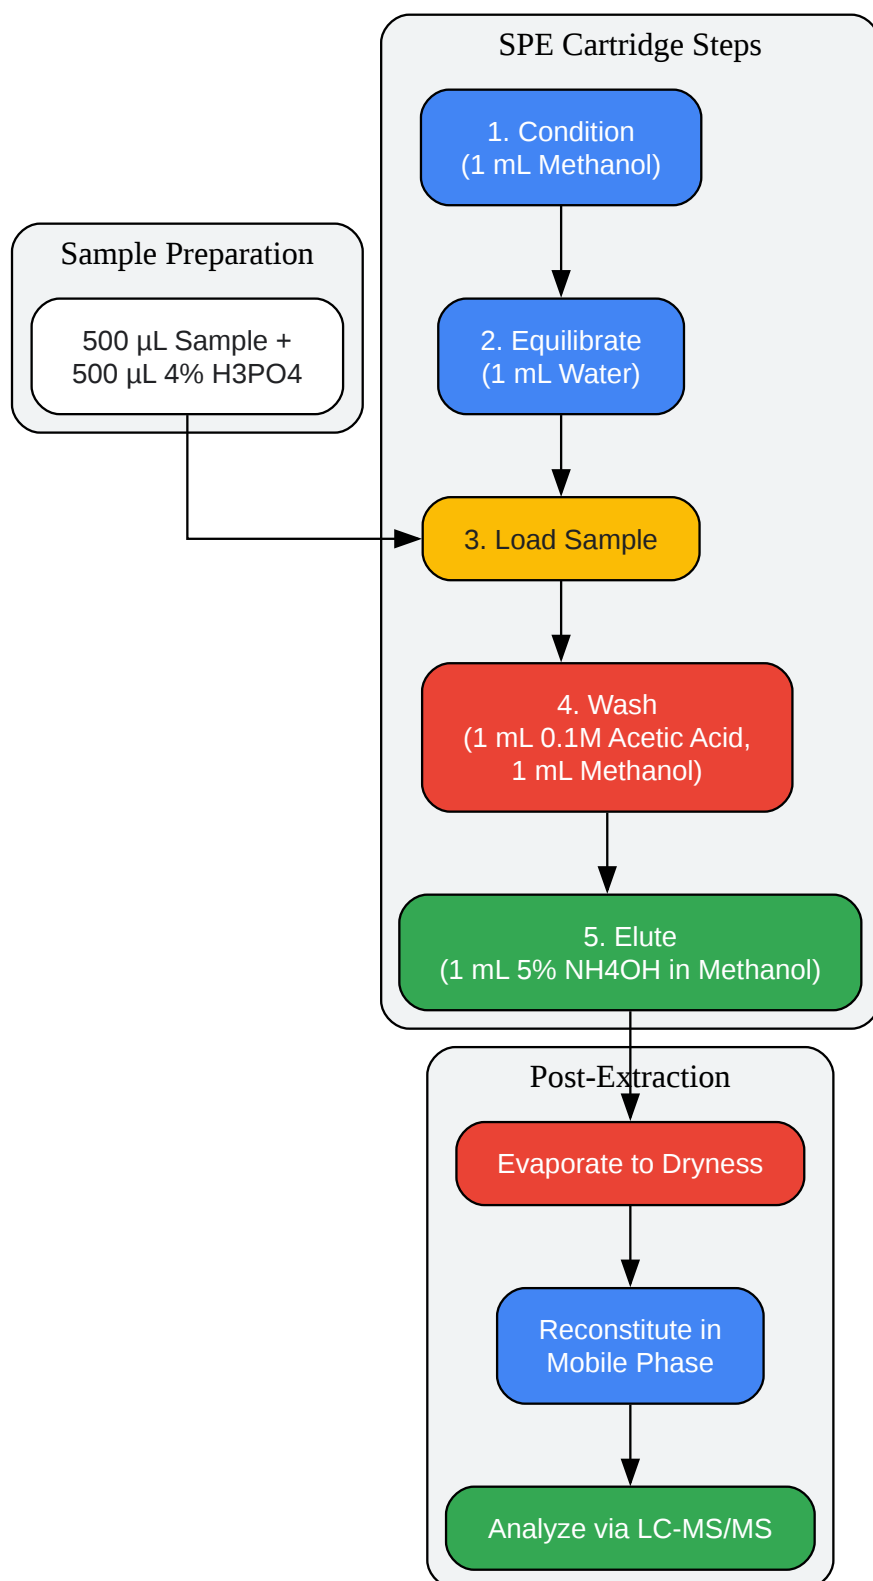 SPE Cartridge Steps
1. Condition
(1 mL Methanol)
Sample Preparation
500 µL Sample +
500 µL 4% H3PO4
2. Equilibrate
(1 mL Water)
3. Load Sample
4. Wash
(1 mL 0.1M Acetic Acid,
1 mL Methanol)
5. Elute
(1 mL 5% NH4OH in Methanol)
Post-Extraction
Evaporate to Dryness
Reconstitute in
Mobile Phase
Analyze via LC-MS/MS